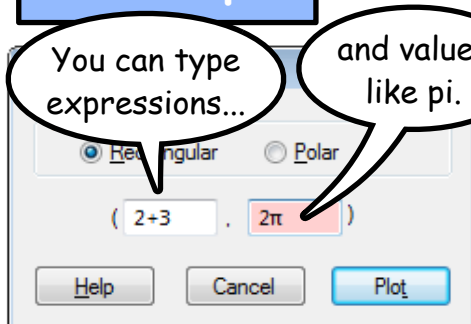 You can type
expressions...
and value
like pi.
Polar
( 2+3 , 2π )
Help Cancel Plot